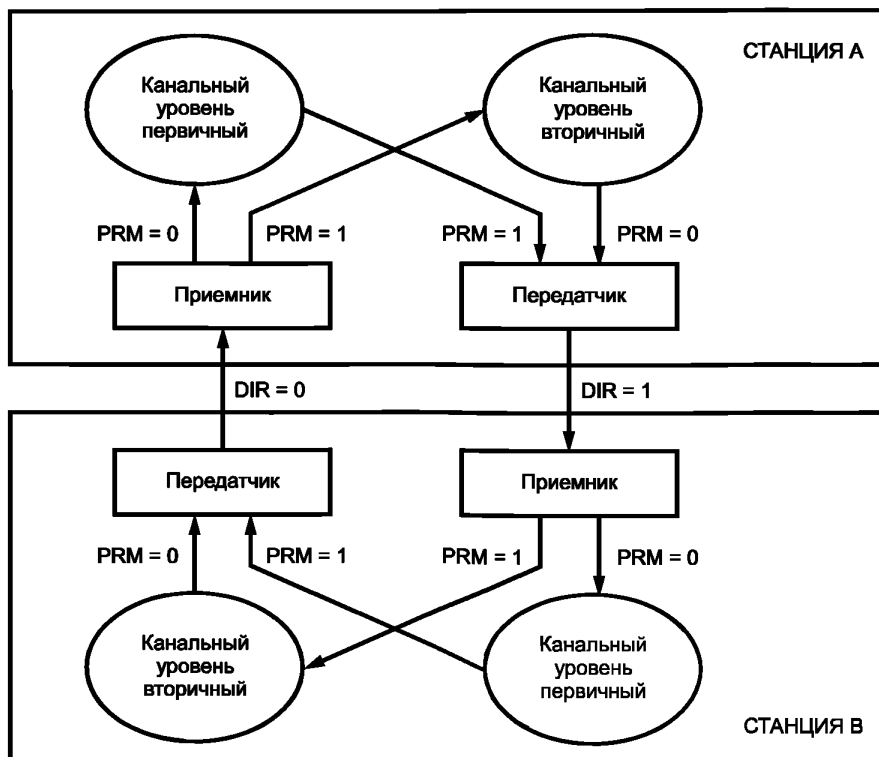 СТАНЦИЯ А
Канальный
уровень
первичный
Канальный
уровень
вторичный
PRM = 0
PRM = 1
PRM = 1
PRM = 0
Приемник
Передатчик
DIR = 0
DIR = 1
Передатчик
Приемник
PRM = 0
PRM = 1
PRM = 1
PRM = 0
Канальный
уровень
вторичный
Канальный
уровень
первичный
СТАНЦИЯ В